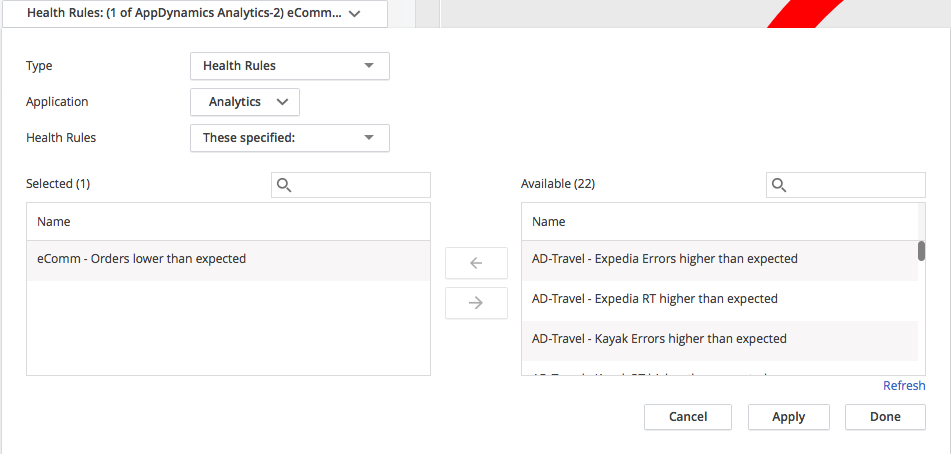 Health Rules: (1 of AppDynamics Analytics-2) eComm...
Type
Health Rules
Application
Analytics
Health Rules
These specified:
Selected (1)
Available (22)
Name
Name
eComm - Orders lower than expected
AD-Travel - Expedia Errors higher than expected
AD-Travel - Expedia RT higher than expected
AD-Travel - Kayak Errors higher than expected
Refresh
Cancel
Apply
Done